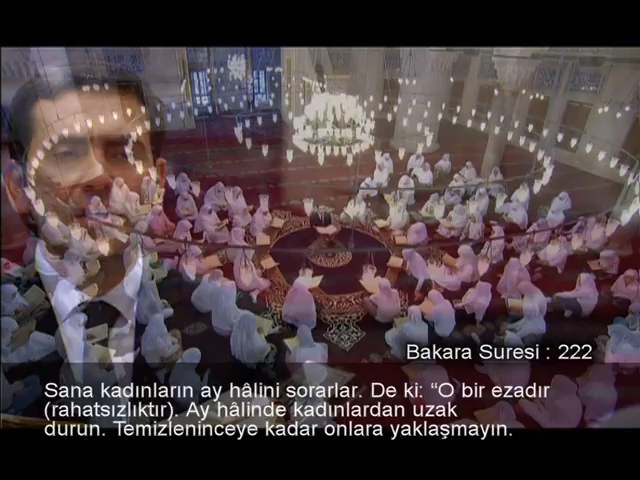 Bakara Suresi : 222
Sana kadınların ay hâlini sorarlar. De ki: “O bir ezadır
(rahatsızlıktır). Ay hâlinde kadınlardan uzak
durun. Temizleninceye kadar onlara yaklaşmayın.